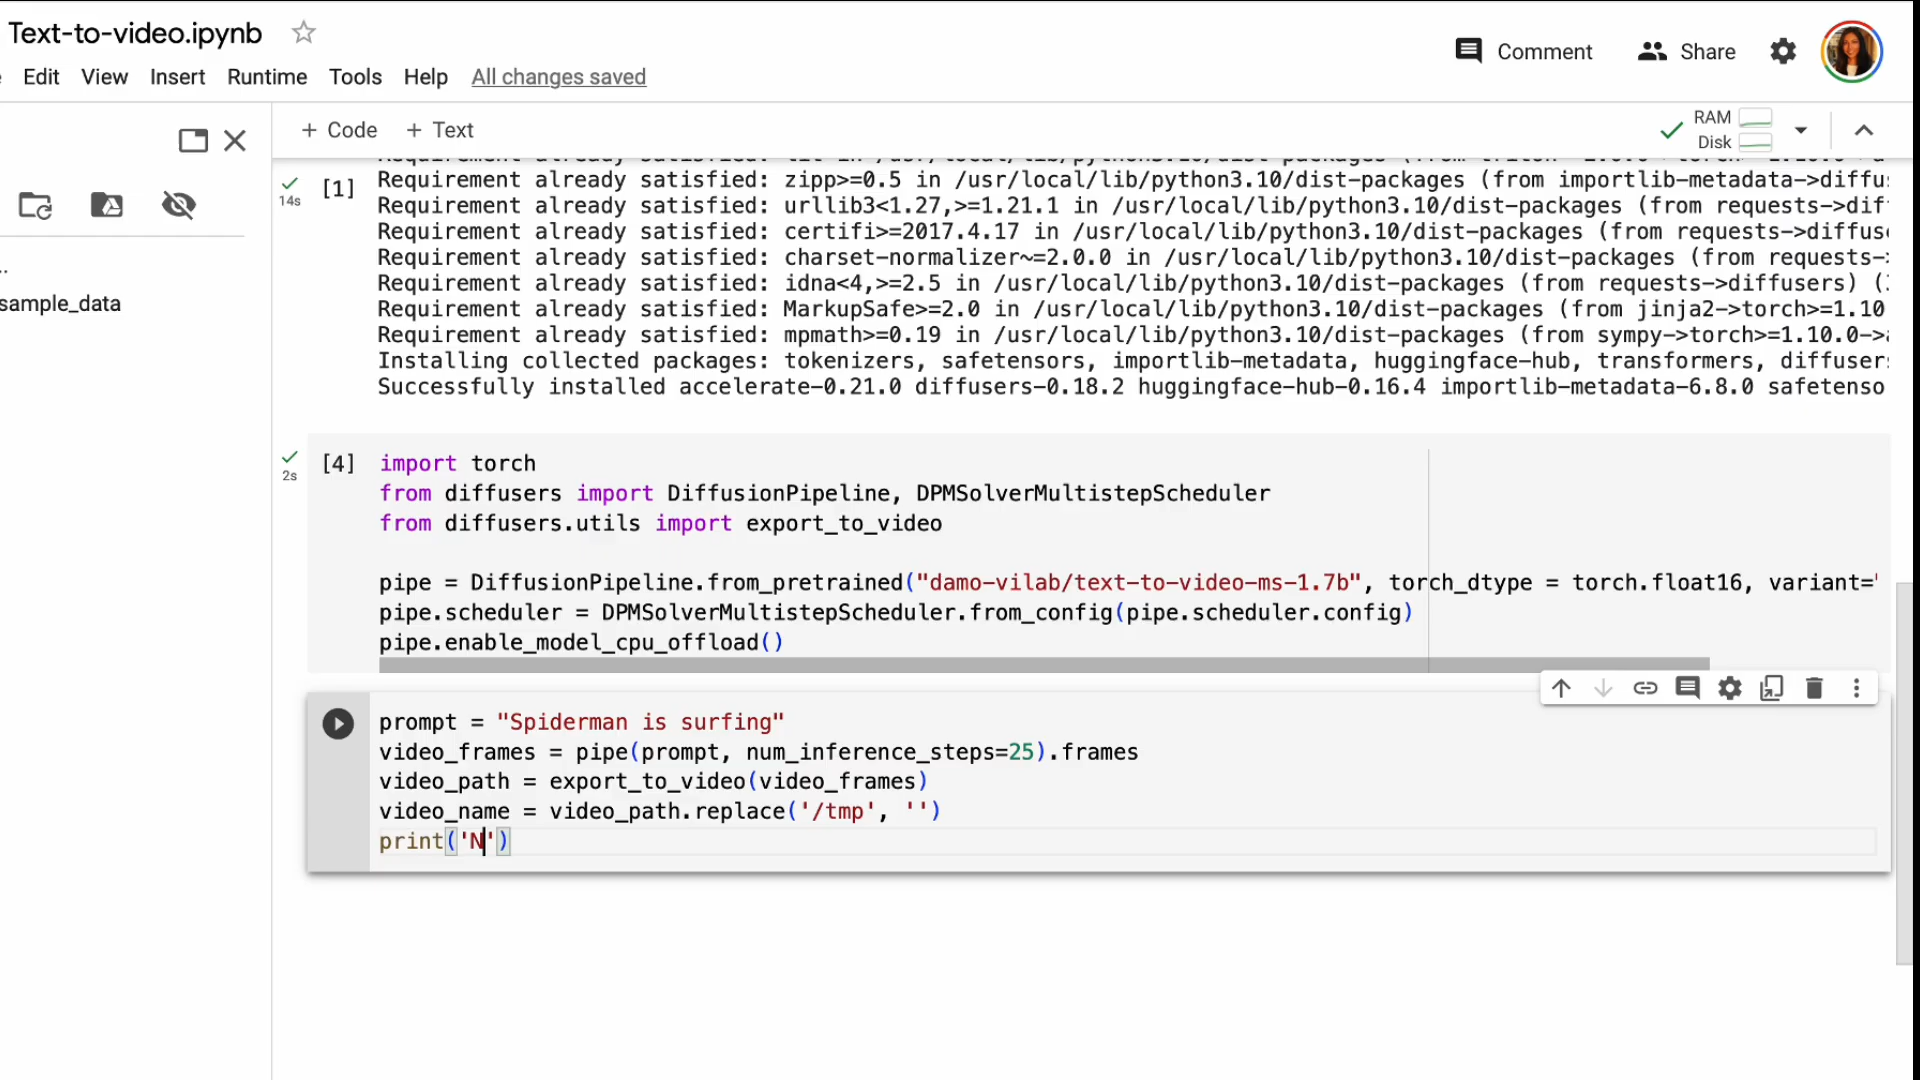 Text-to-video.ipynb
Comment
Share
Edit View Insert Runtime Tools Help All changes saved
+ Code + Text
RAM
Disk
..
sample_data
14s
[1]
Requirement already satisfied: zipp>=0.5 in /usr/local/lib/python3.10/dist-packages (from importlib-metadata->diffu
Requirement already satisfied: urllib3<1.27,>=1.21.1 in /usr/local/lib/python3.10/dist-packages (from requests->dif
Requirement already satisfied: certifi>=2017.4.17 in /usr/local/lib/python3.10/dist-packages (from requests->diffus
Requirement already satisfied: charset-normalizer~=2.0.0 in /usr/local/lib/python3.10/dist-packages (from requests-
Requirement already satisfied: idna<4,>=2.5 in /usr/local/lib/python3.10/dist-packages (from requests->diffusers) (
Requirement already satisfied: MarkupSafe>=2.0 in /usr/local/lib/python3.10/dist-packages (from jinja2->torch>=1.10
Requirement already satisfied: mpmath>=0.19 in /usr/local/lib/python3.10/dist-packages (from sympy->torch>=1.10.0->
Installing collected packages: tokenizers, safetensors, importlib-metadata, huggingface-hub, transformers, diffusers
Successfully installed accelerate-0.21.0 diffusers-0.18.2 huggingface-hub-0.16.4 importlib-metadata-6.8.0 safetenso
2s
[4]
import torch
from diffusers import DiffusionPipeline, DPMSolverMultistepScheduler
from diffusers.utils import export_to_video
pipe = DiffusionPipeline.from_pretrained("damo-vilab/text-to-video-ms-1.7b", torch_dtype = torch.float16, variant=
pipe.scheduler = DPMSolverMultistepScheduler.from_config(pipe.scheduler.config)
pipe.enable_model_cpu_offload()
prompt = "Spiderman is surfing"
video_frames = pipe(prompt, num_inference_steps=25).frames
video_path = export_to_video(video_frames)
video_name = video_path.replace('/tmp', '')
print('N')